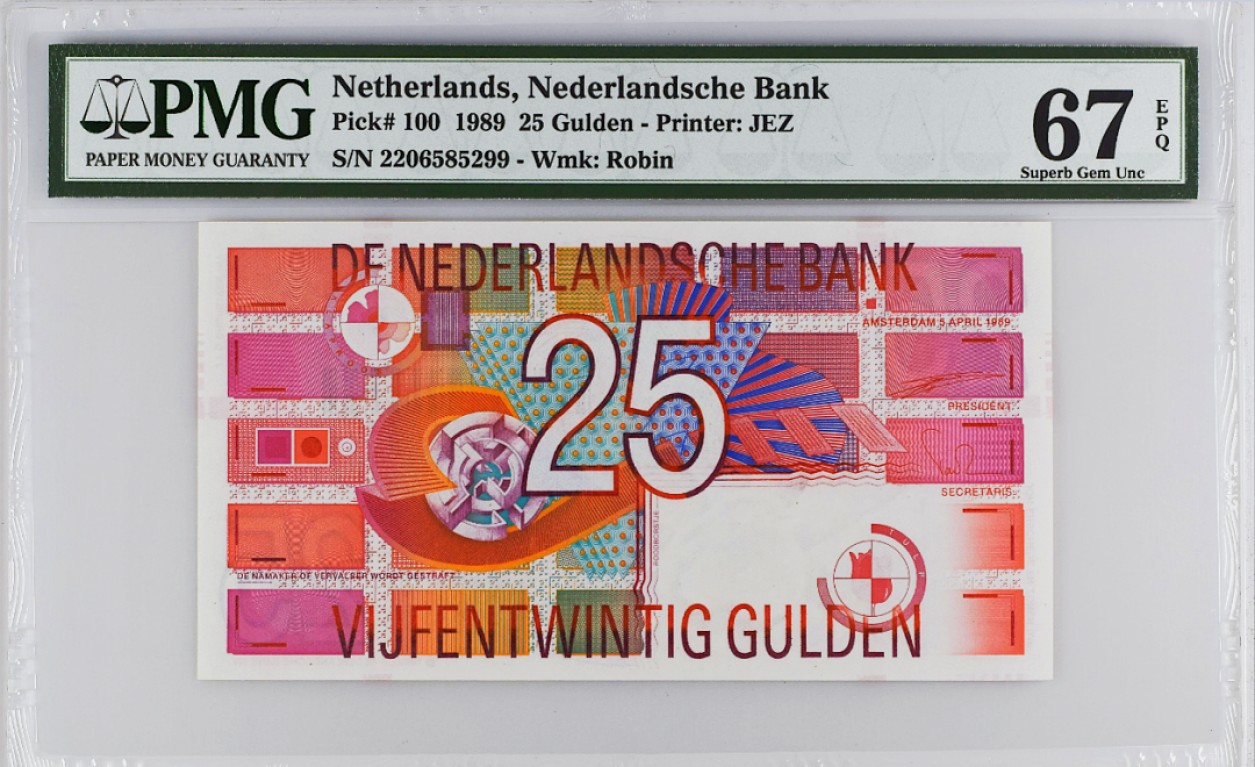 PMG
PAPER MONEY GUARANTY
Netherlands, Nederlandsche Bank
Pick# 100 1989 25 Gulden - Printer: JEZ
S/N 2206585299 - Wmk: Robin
67
EPQ
Superb Gem Unc
DE NEDERLANDSCHE BANK
AMSTERDAM 5 APRIL 1989
25
PRESIDENT
SECRETARIS
ROODBORSTJE
TULP
DE NAMAKER OF VERVALSER WORDT GESTRAFT
VIJFENTWINTIG GULDEN